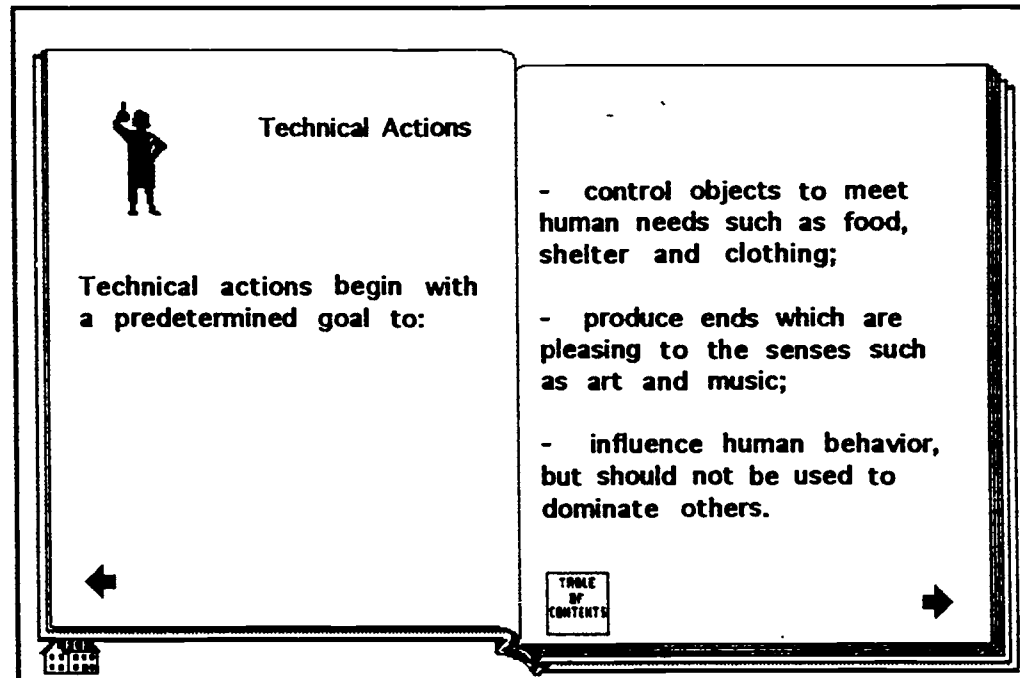 Technical Actions
Technical actions begin with
a predetermined goal to:
- control objects to meet
human needs such as food,
shelter and clothing;
- produce ends which are
pleasing to the senses such
as art and music;
- influence human behavior,
but should not be used to
dominate others.
TABLE
OF
CONTENTS